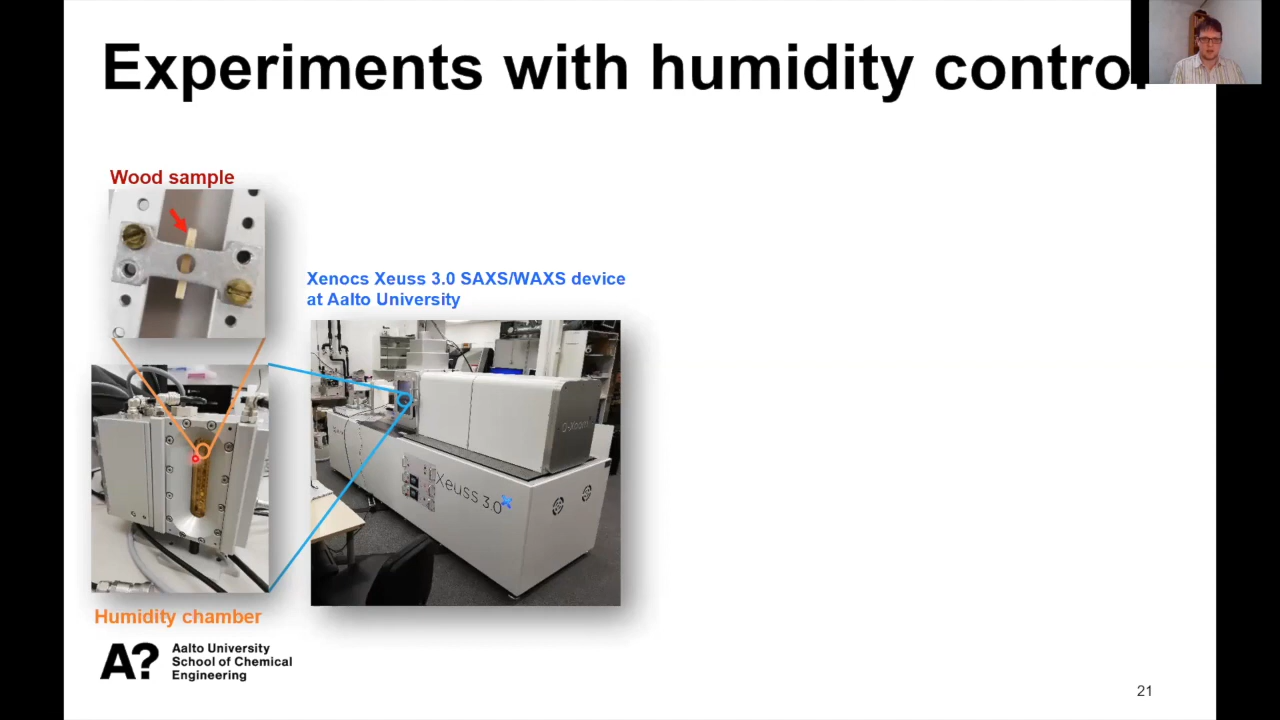 Experiments with humidity control
Wood sample
Xenocs Xeuss 3.0 SAXS/WAXS device
at Aalto University
Xeuss 3.0
Humidity chamber
A?
Aalto University
School of Chemical
Engineering
21